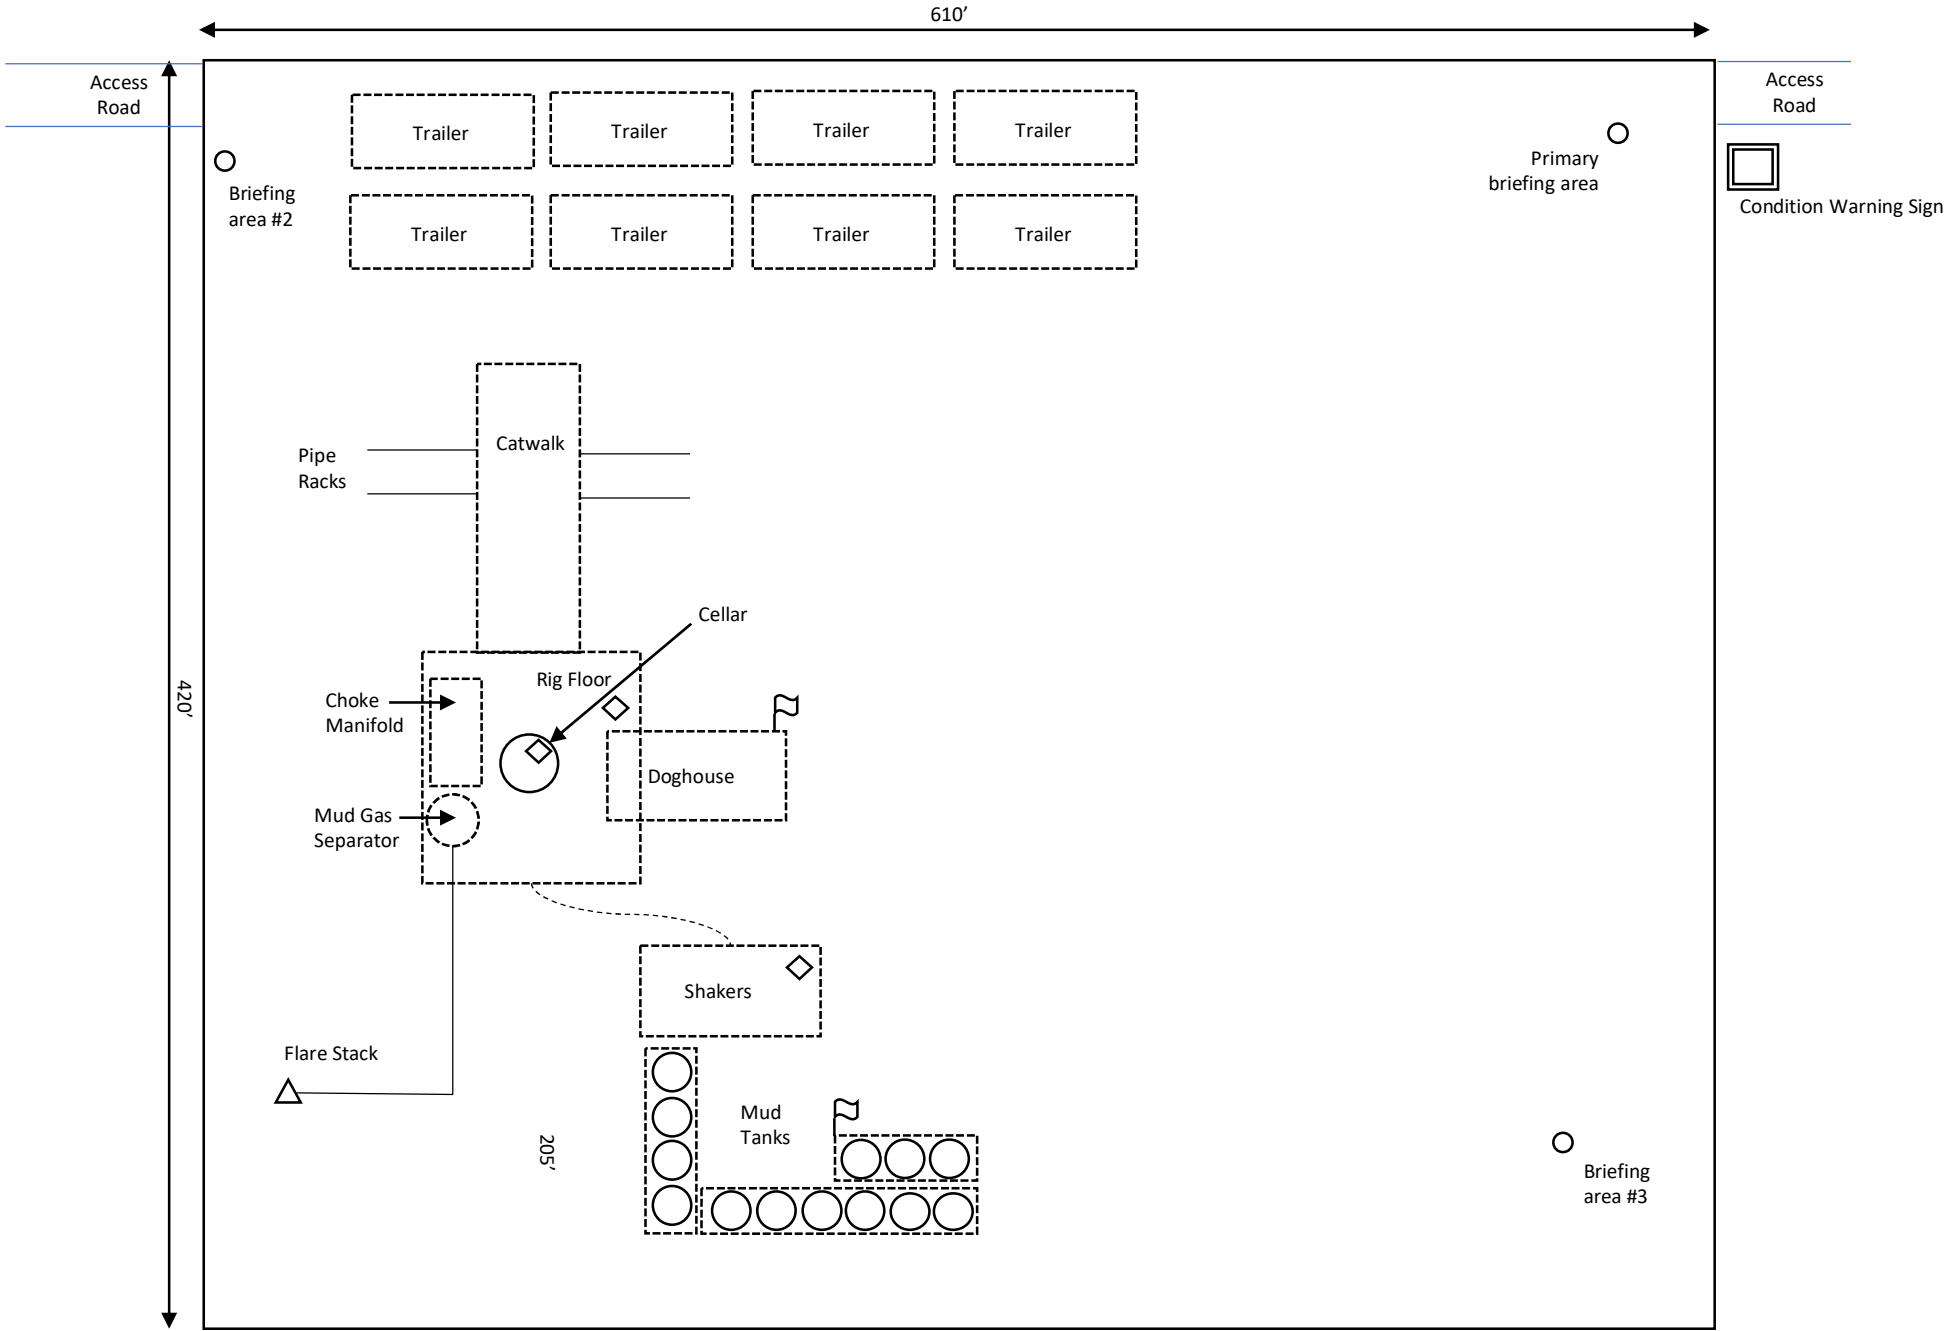 610’
Access
Road
Access
Road
Trailer
Trailer
Trailer
Trailer
Primary
briefing area
Briefing
area #2
Condition Warning Sign
Trailer
Trailer
Trailer
Trailer
Catwalk
Pipe
Racks
Cellar
Rig Floor
Choke
Manifold
420’
Doghouse
Mud Gas
Separator
Shakers
Flare Stack
Mud
Tanks
205’
Briefing
area #3